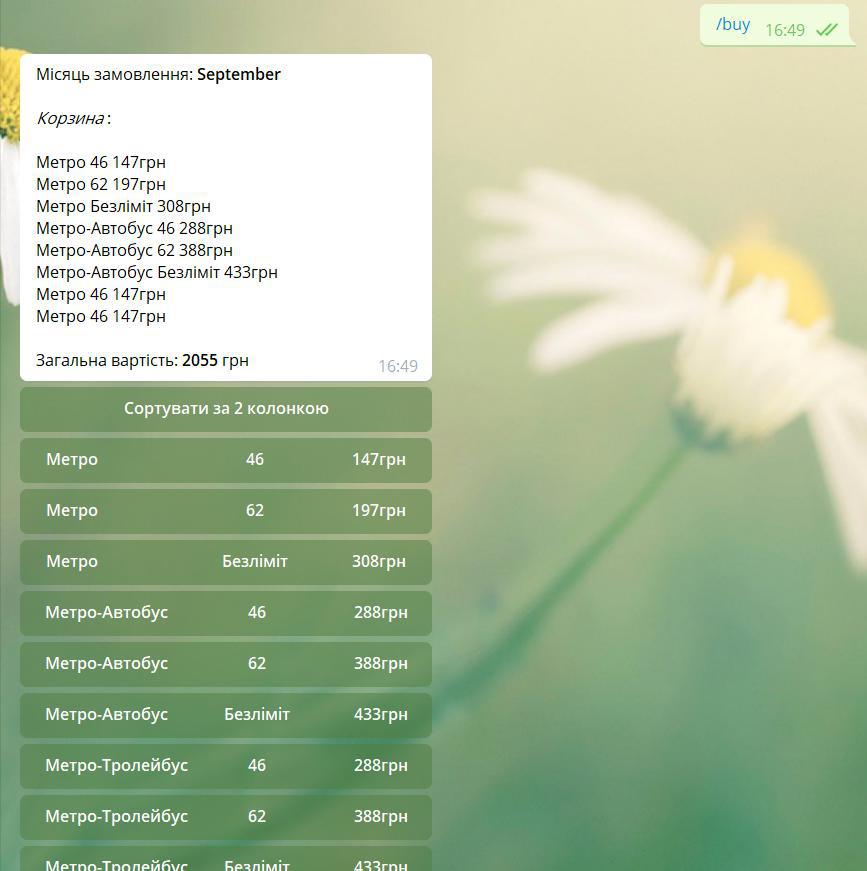 /buy 16:49
Місяць замовлення: September
Корзина:
Метро 46 147грн
Метро 62 197грн
Метро Безліміт 308грн
Метро-Автобус 46 288грн
Метро-Автобус 62 388грн
Метро-Автобус Безліміт 433грн
Метро 46 147грн
Метро 46 147грн
Загальна вартість: 2055 грн
16:49
Сортувати за 2 колонкою
Метро 46 147грн
Метро 62 197грн
Метро Безліміт 308грн
Метро-Автобус 46 288грн
Метро-Автобус 62 388грн
Метро-Автобус Безліміт 433грн
Метро-Тролейбус 46 288грн
Метро-Тролейбус 62 388грн
Метро-Тролейбус Безліміт 433грн